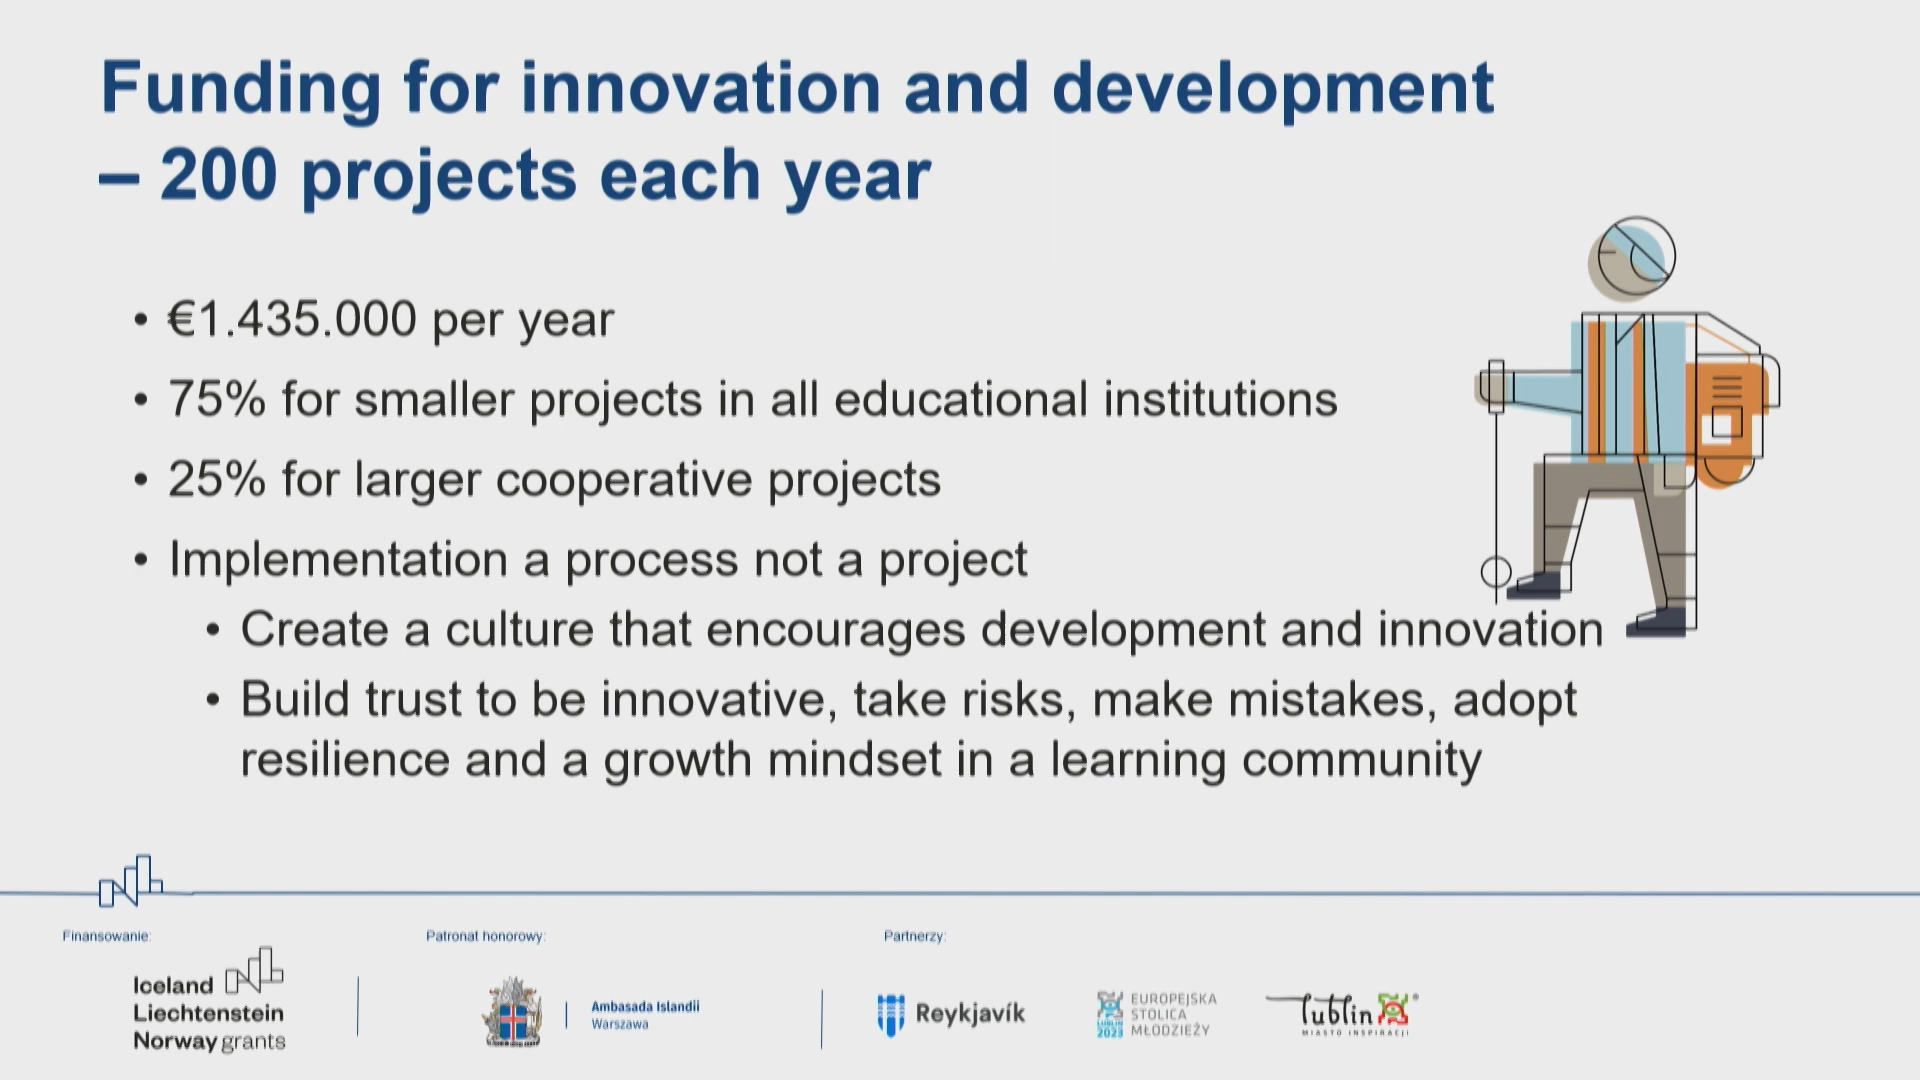 Funding for innovation and development
– 200 projects each year
• €1.435.000 per year
• 75% for smaller projects in all educational institutions
• 25% for larger cooperative projects
• Implementation a process not a project
• Create a culture that encourages development and innovation
• Build trust to be innovative, take risks, make mistakes, adopt
resilience and a growth mindset in a learning community
Finansowanie:
Patronat honorowy:
Partnerzy:
Iceland
Liechtenstein
Norway grants
Ambasada Islandii
Warszawa
Reykjavík
LUBLIN
2023
EUROPEJSKA
STOLICA
MŁODZIEŻY
lublin
MIASTO INSPIRACJI